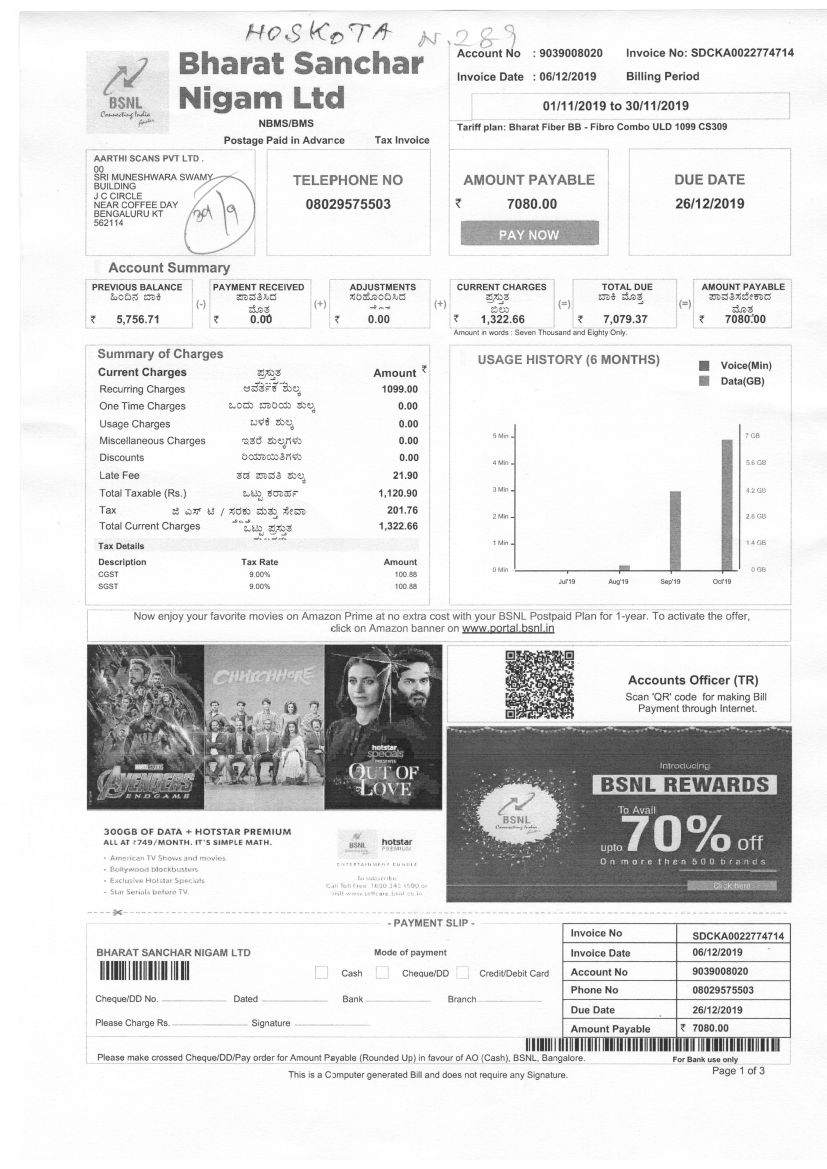 HOSKOTA N.289
Bharat Sanchar
Nigam Ltd
BSNL
Connecting India
faster
NBMS/BMS
Postage Paid in Advance Tax Invoice
Account No : 9039008020 Invoice No: SDCKA0022774714
Invoice Date : 06/12/2019 Billing Period
01/11/2019 to 30/11/2019
Tariff plan: Bharat Fiber BB - Fibro Combo ULD 1099 CS309
AARTHI SCANS PVT LTD .
00
SRI MUNESHWARA SWAMY
BUILDING
J C CIRCLE
NEAR COFFEE DAY
BENGALURU KT
562114
TELEPHONE NO
08029575503
AMOUNT PAYABLE
₹ 7080.00
PAY NOW
DUE DATE
26/12/2019
Account Summary
PREVIOUS BALANCE
ಹಿಂದಿನ ಬಾಕಿ
₹ 5,756.71
(-)
PAYMENT RECEIVED
ಪಾವತಿಸಿದ
ಮೊತ್ತ
₹ 0.00
(+)
ADJUSTMENTS
ಸರಿಹೊಂದಿಸಿದ
₹ 0.00
(+)
CURRENT CHARGES
ಪ್ರಸ್ತುತ
ಬಿಲು
₹ 1,322.66
(=)
TOTAL DUE
ಬಾಕಿ ಮೊತ್ತ
₹ 7,079.37
(=)
AMOUNT PAYABLE
ಪಾವತಿಸಬೇಕಾದ
ಮೊತ್ತ
₹ 7080.00
Amount in words : Seven Thousand and Eighty Only.
Summary of Charges
Current Charges ಪ್ರಸ್ತುತ Amount ₹
Recurring Charges ಆವರ್ತಕ ಶುಲ್ಕ 1099.00
One Time Charges ಒಂದು ಬಾರಿಯ ಶುಲ್ಕ 0.00
Usage Charges ಬಳಕೆ ಶುಲ್ಕ 0.00
Miscellaneous Charges ಇತರೆ ಶುಲ್ಕಗಳು 0.00
Discounts ರಿಯಾಯಿತಿಗಳು 0.00
Late Fee ತಡ ಪಾವತಿ ಶುಲ್ಕ 21.90
Total Taxable (Rs.) ಒಟ್ಟು ಕರಾರ್ಹ 1,120.90
Tax ಜಿ ಎಸ್ ಟಿ / ಸರಕು ಮತ್ತು ಸೇವಾ 201.76
Total Current Charges ಒಟ್ಟು ಪ್ರಸ್ತುತ 1,322.66
Tax Details
Description Tax Rate Amount
CGST 9.00% 100.88
SGST 9.00% 100.88
USAGE HISTORY (6 MONTHS)
Voice(Min)
Data(GB)
5 Min 7 GB
4 Min 5.6 GB
3 Min 4.2 GB
2 Min 2.8 GB
1 Min 1.4 GB
0 Min 0 GB
Jul'19 Aug'19 Sep'19 Oct'19
Now enjoy your favorite movies on Amazon Prime at no extra cost with your BSNL Postpaid Plan for 1-year. To activate the offer,
click on Amazon banner on www.portal.bsnl.in
MARVEL STUDIOS
AVENGERS
ENDGAME
CHHICHHORE
hotstar
specials
PRESENTS
OUT OF
LOVE
300GB OF DATA + HOTSTAR PREMIUM
ALL AT ₹749/MONTH. IT'S SIMPLE MATH.
• American TV Shows and movies
• Bollywood blockbusters
• Exclusive Hotstar Specials
• Star Serials before TV.
BSNL
hotstar
PREMIUM
ENTERTAINMENT BUNDLE
To subscribe
Call Toll Free
visit www.selfcare.bsnl.co.in
Accounts Officer (TR)
Scan 'QR' code for making Bill
Payment through Internet.
BSNL
Connecting India
Introducing
BSNL REWARDS
To Avail
upto 70% off
On more then 500 brands
Click here
- PAYMENT SLIP -
BHARAT SANCHAR NIGAM LTD
Mode of payment
Cash Cheque/DD Credit/Debit Card
Cheque/DD No. Dated Bank Branch
Please Charge Rs. Signature
Invoice No SDCKA0022774714
Invoice Date 06/12/2019
Account No 9039008020
Phone No 08029575503
Due Date 26/12/2019
Amount Payable ₹ 7080.00
Please make crossed Cheque/DD/Pay order for Amount Payable (Rounded Up) in favour of AO (Cash), BSNL, Bangalore.
For Bank use only
This is a Computer generated Bill and does not require any Signature.
Page 1 of 3